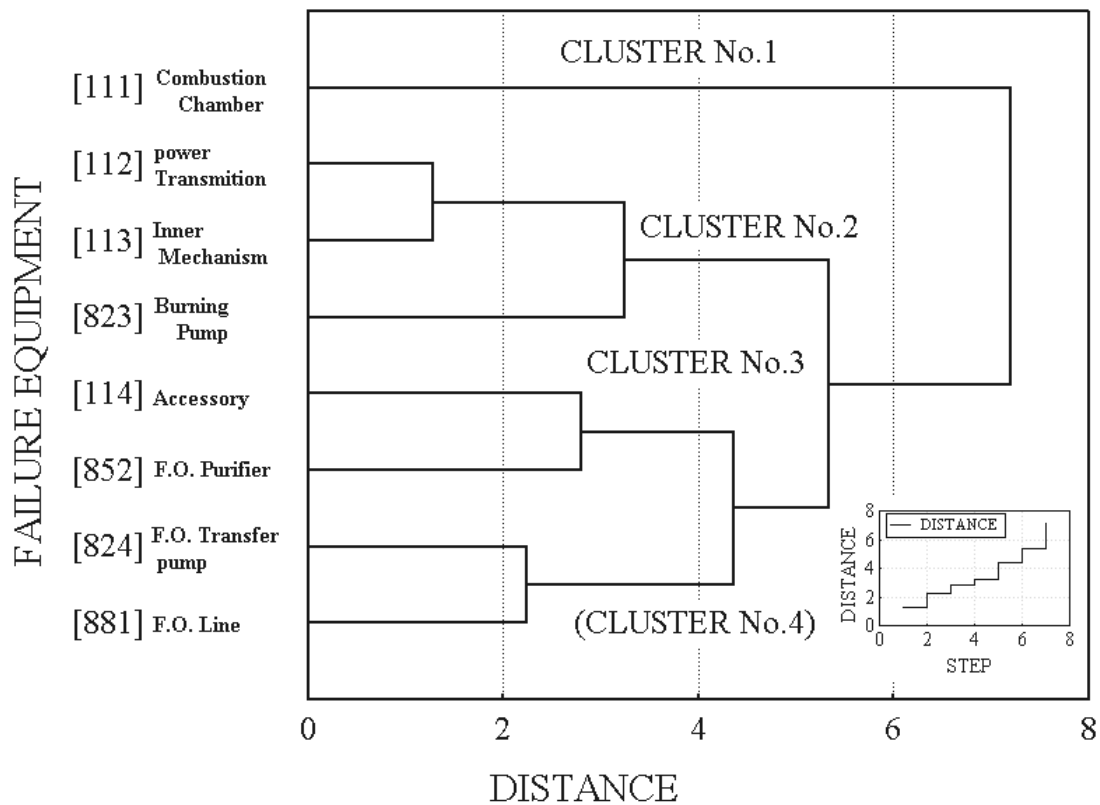 CLUSTER No.1
[111] Combustion
Chamber
[112] power
Transmition
[113] Inner
Mechanism
CLUSTER No.2
[823] Burning
Pump
CLUSTER No.3
[114] Accessory
[852] F.O. Purifier
[824] F.O. Transfer
pump
[881] F.O. Line
(CLUSTER No.4)
FAILURE EQUIPMENT
0 2 4 6 8
DISTANCE
DISTANCE
8
6
4
2
0
DISTANCE
0 2 4 6 8
STEP